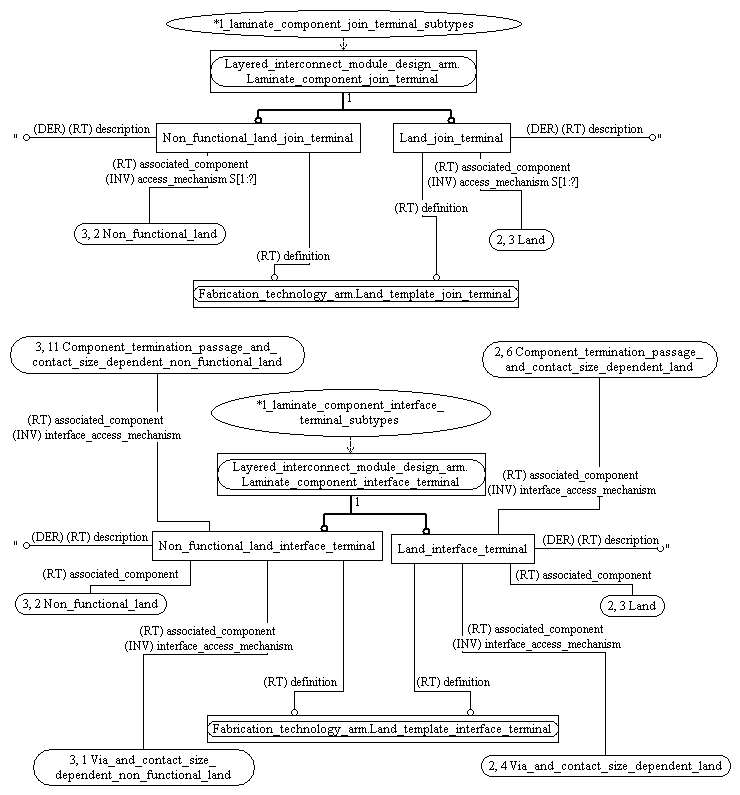 *1_laminate_component_join_terminal_subtypes
Layered_interconnect_module_design_arm.
Laminate_component_join_terminal
1
" (DER) (RT) description
Non_functional_land_join_terminal
Land_join_terminal
(DER) (RT) description "
(RT) associated_component
(INV) access_mechanism S[1:?]
(RT) associated_component
(INV) access_mechanism S[1:?]
(RT) definition
3, 2 Non_functional_land
2, 3 Land
(RT) definition
Fabrication_technology_arm.Land_template_join_terminal
3, 11 Component_termination_passage_and_
contact_size_dependent_non_functional_land
2, 6 Component_termination_passage_
and_contact_size_dependent_land
*1_laminate_component_interface_
terminal_subtypes
(RT) associated_component
(INV) interface_access_mechanism
Layered_interconnect_module_design_arm.
Laminate_component_interface_terminal
(RT) associated_component
(INV) interface_access_mechanism
1
" (DER) (RT) description
Non_functional_land_interface_terminal
Land_interface_terminal
(DER) (RT) description "
(RT) associated_component
(RT) associated_component
3, 2 Non_functional_land
2, 3 Land
(RT) associated_component
(INV) interface_access_mechanism
(RT) associated_component
(INV) interface_access_mechanism
(RT) definition
(RT) definition
Fabrication_technology_arm.Land_template_interface_terminal
3, 1 Via_and_contact_size_
dependent_non_functional_land
2, 4 Via_and_contact_size_dependent_land